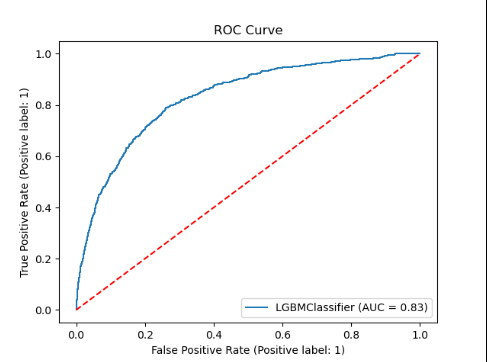 ROC Curve
1.0
0.8
0.6
0.4
0.2
0.0
True Positive Rate (Positive label: 1)
LGBMClassifier (AUC = 0.83)
0.0 0.2 0.4 0.6 0.8 1.0
False Positive Rate (Positive label: 1)